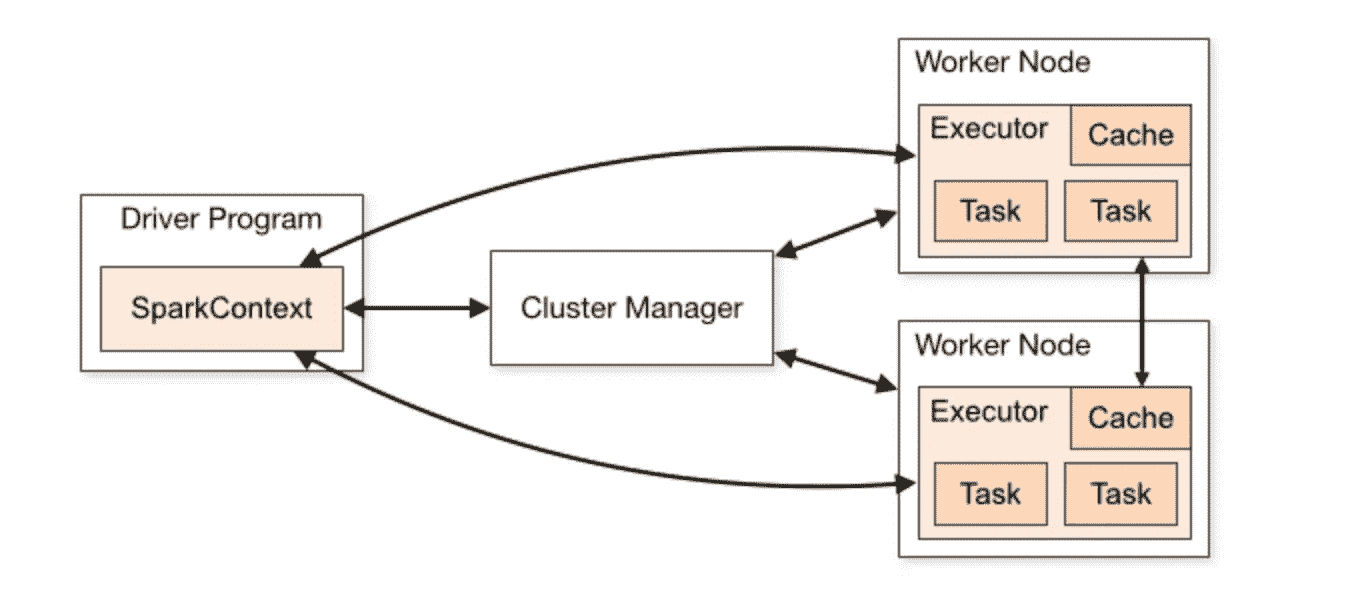 Driver Program
SparkContext
Cluster Manager
Worker Node
Executor
Cache
Task
Task
Worker Node
Executor
Cache
Task
Task